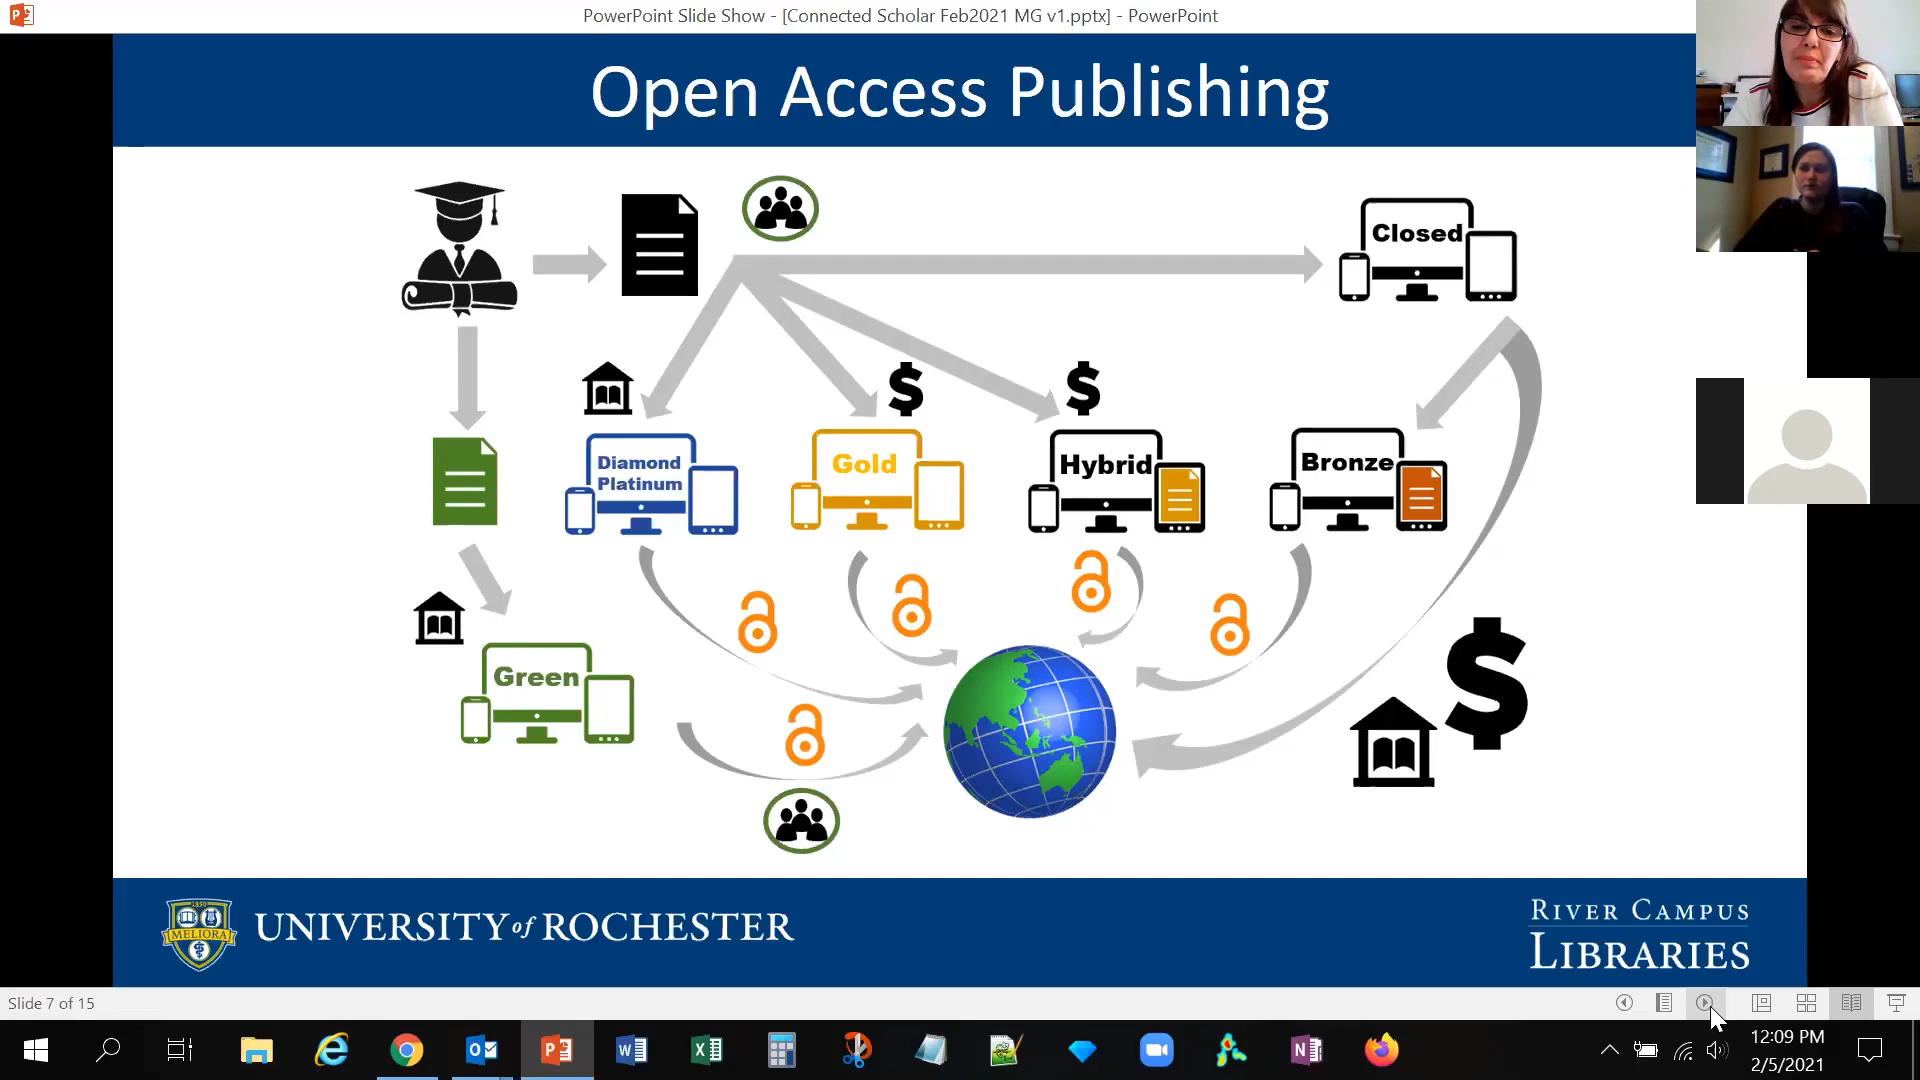 PowerPoint Slide Show - [Connected Scholar Feb2021 MG v1.pptx] - PowerPoint
Open Access Publishing
Closed
$
$
Diamond
Platinum
Gold
Hybrid
Bronze
Green
$
1850
MELIORA
UNIVERSITY of ROCHESTER
RIVER CAMPUS
LIBRARIES
Slide 7 of 15
12:09 PM
2/5/2021